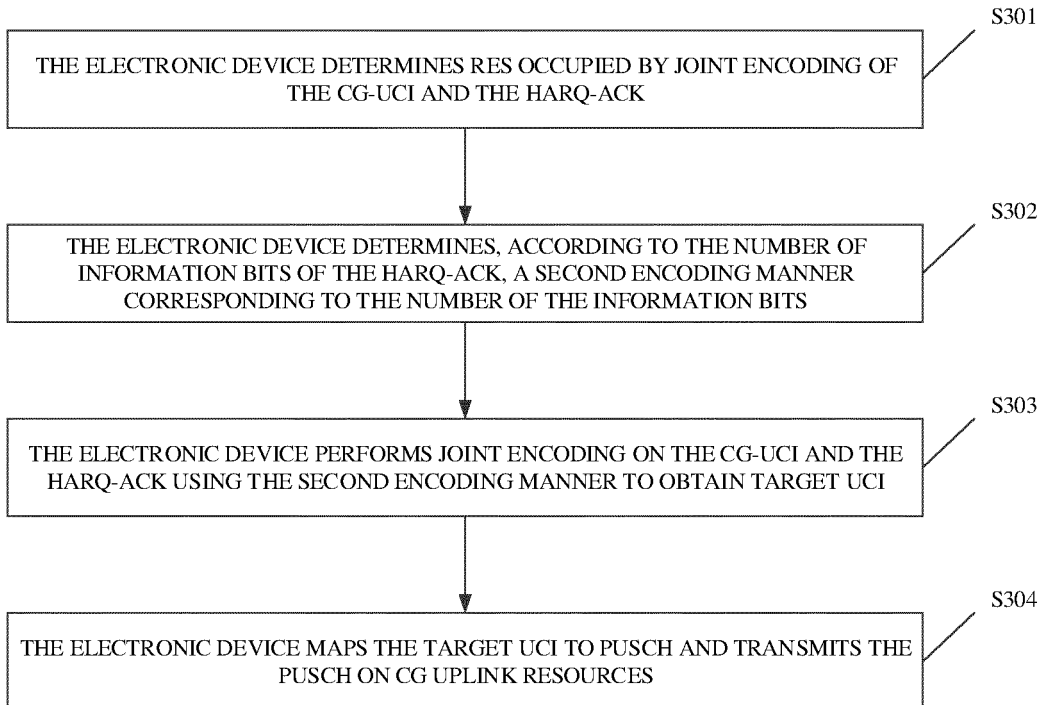 S301
THE ELECTRONIC DEVICE DETERMINES RES OCCUPIED BY JOINT ENCODING OF
THE CG-UCI AND THE HARQ-ACK
S302
THE ELECTRONIC DEVICE DETERMINES, ACCORDING TO THE NUMBER OF
INFORMATION BITS OF THE HARQ-ACK, A SECOND ENCODING MANNER
CORRESPONDING TO THE NUMBER OF THE INFORMATION BITS
S303
THE ELECTRONIC DEVICE PERFORMS JOINT ENCODING ON THE CG-UCI AND THE
HARQ-ACK USING THE SECOND ENCODING MANNER TO OBTAIN TARGET UCI
S304
THE ELECTRONIC DEVICE MAPS THE TARGET UCI TO PUSCH AND TRANSMITS THE
PUSCH ON CG UPLINK RESOURCES